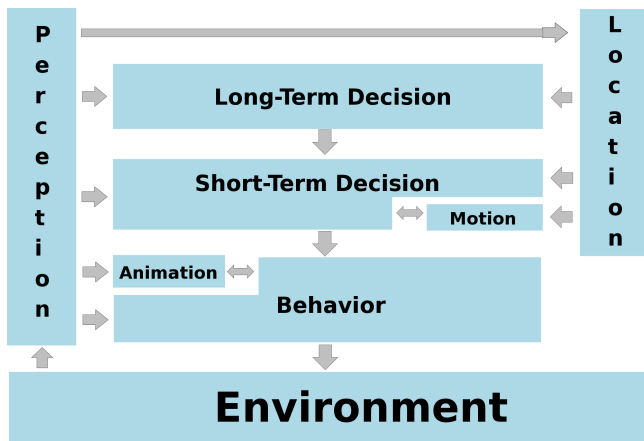 Perception
Location
Long-Term Decision
Short-Term Decision
Motion
Animation
Behavior
Environment